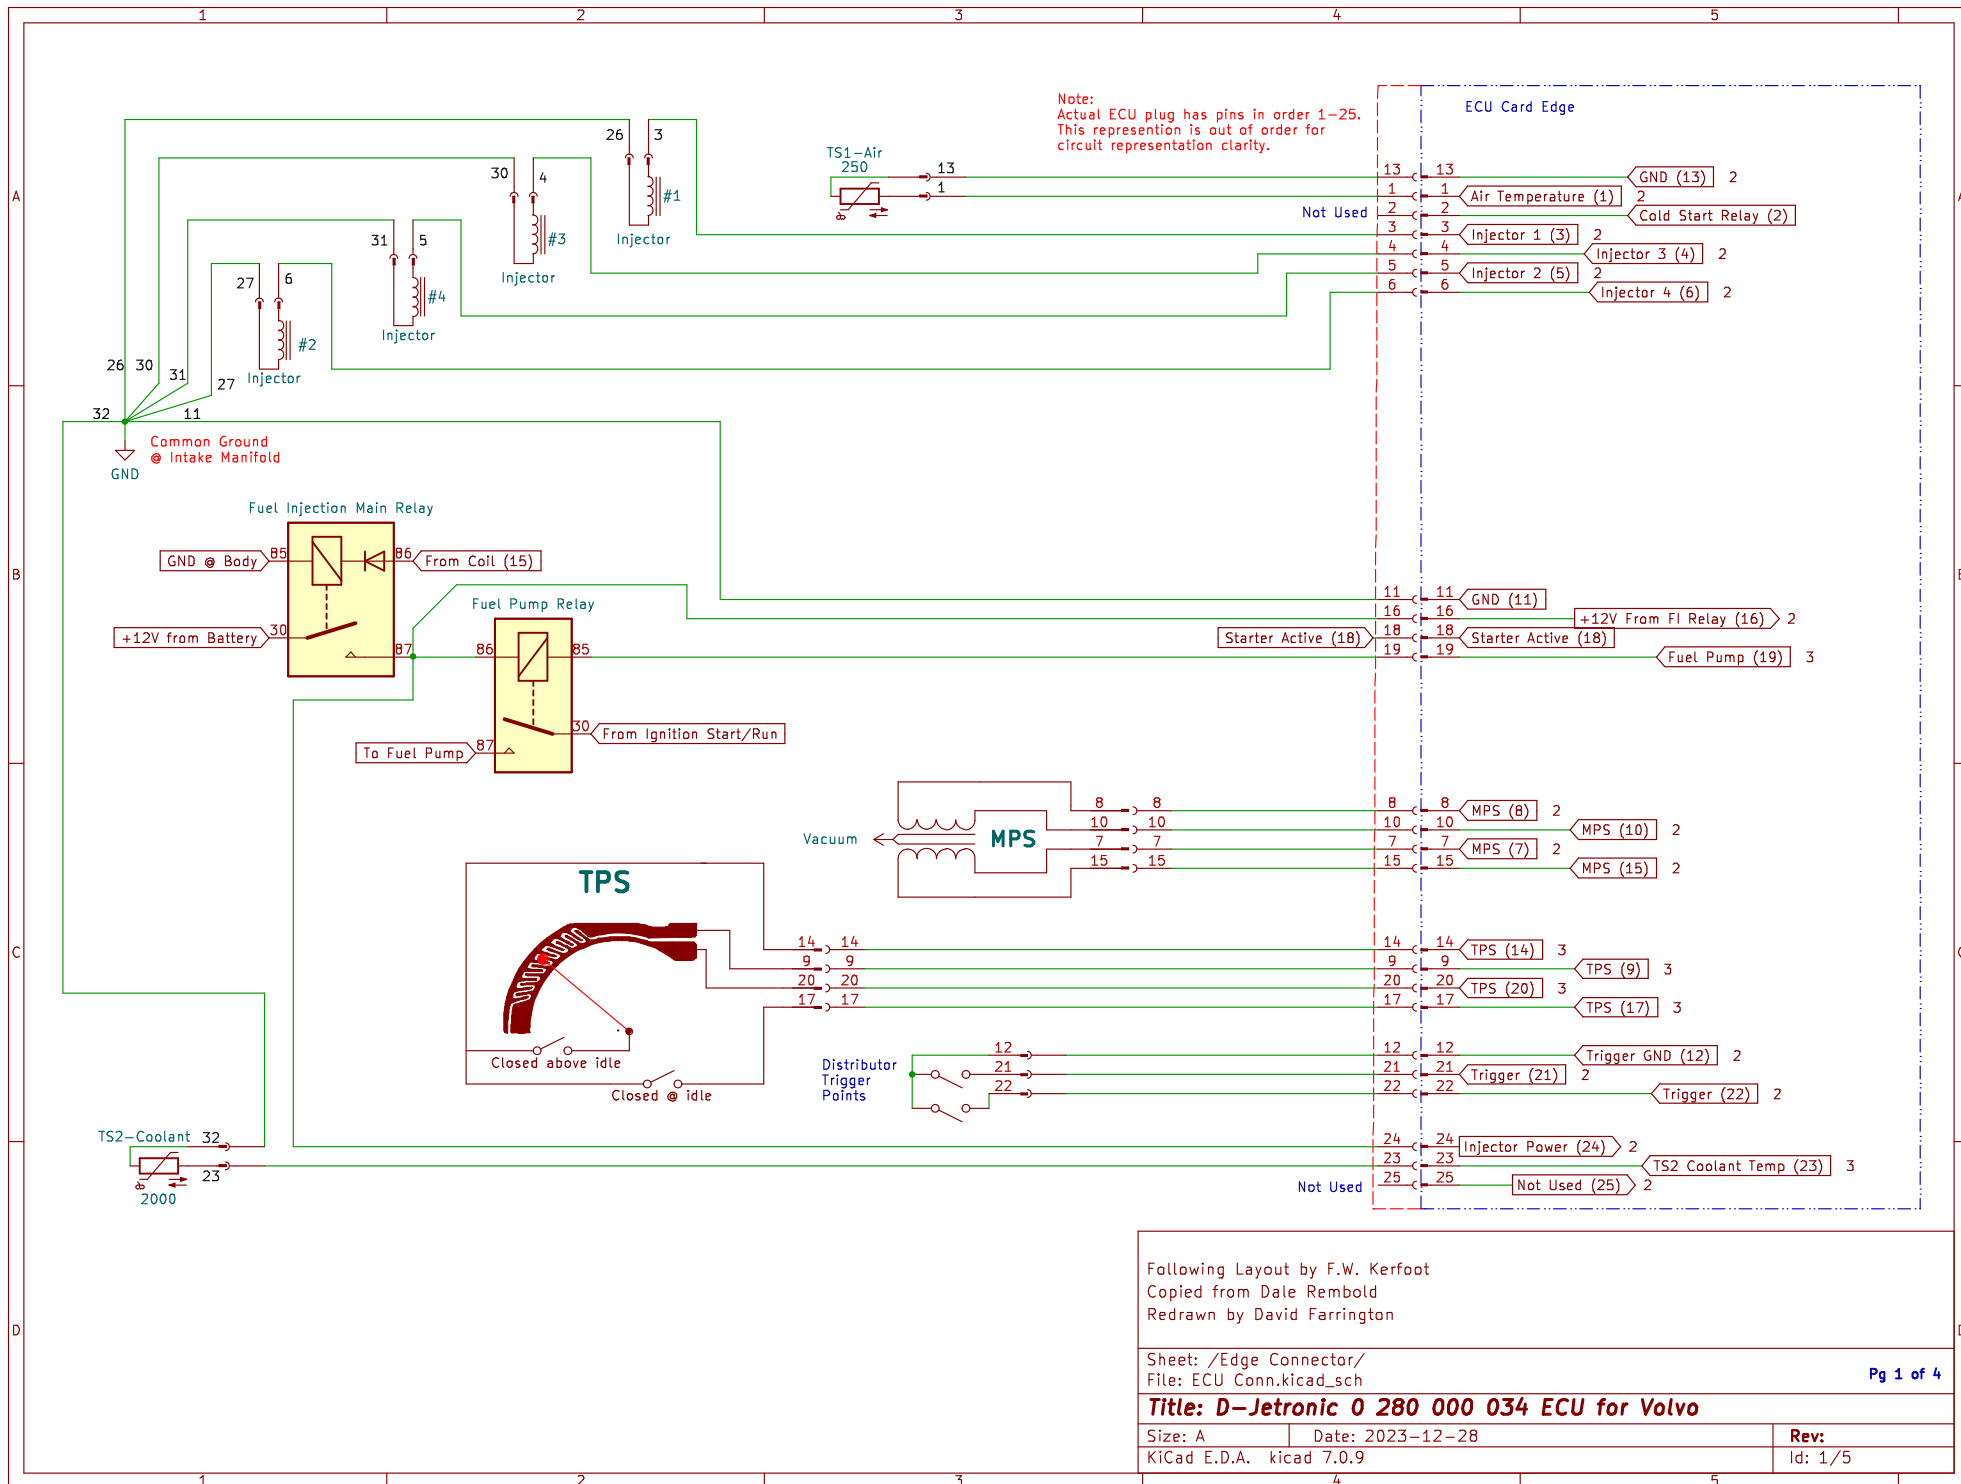 1 2 3 4 5
Note:
Actual ECU plug has pins in order 1-25.
This represention is out of order for
circuit representation clarity.
ECU Card Edge
26 3
#1
Injector
30 4
#3
Injector
31 5
#4
Injector
27 6
#2
Injector
TS1-Air
250
13
1
A
13 13 GND (13) 2
1 1 Air Temperature (1) 2
Not Used 2 2 Cold Start Relay (2)
3 3 Injector 1 (3) 2
4 4 Injector 3 (4) 2
5 5 Injector 2 (5) 2
6 6 Injector 4 (6) 2
26 30 31 27
32 11
Common Ground
@ Intake Manifold
GND
Fuel Injection Main Relay
GND @ Body 85 86 From Coil (15)
+12V from Battery 30
87
B
Fuel Pump Relay
86 85
30 From Ignition Start/Run
To Fuel Pump 87
11 11 GND (11)
16 16 +12V From FI Relay (16) 2
Starter Active (18) 18 18 Starter Active (18)
19 19 Fuel Pump (19) 3
Vacuum
MPS
8 8 8 8 MPS (8) 2
10 10 10 10 MPS (10) 2
7 7 7 7 MPS (7) 2
15 15 15 15 MPS (15) 2
TPS
C
14 14 14 14 TPS (14) 3
9 9 9 9 TPS (9) 3
20 20 20 20 TPS (20) 3
17 17 17 17 TPS (17) 3
Closed above idle
Closed @ idle
Distributor
Trigger
Points
12 12 12 Trigger GND (12) 2
21 21 21 Trigger (21) 2
22 22 22 Trigger (22) 2
TS2-Coolant 32
23
2000
24 24 Injector Power (24) 2
23 23 TS2 Coolant Temp (23) 3
Not Used 25 25 Not Used (25) 2
D
Following Layout by F.W. Kerfoot
Copied from Dale Rembold
Redrawn by David Farrington
Sheet: /Edge Connector/
File: ECU Conn.kicad_sch
Pg 1 of 4
Title: D-Jetronic 0 280 000 034 ECU for Volvo
Size: A Date: 2023-12-28 Rev:
KiCad E.D.A. kicad 7.0.9 Id: 1/5
1 2 3 4 5